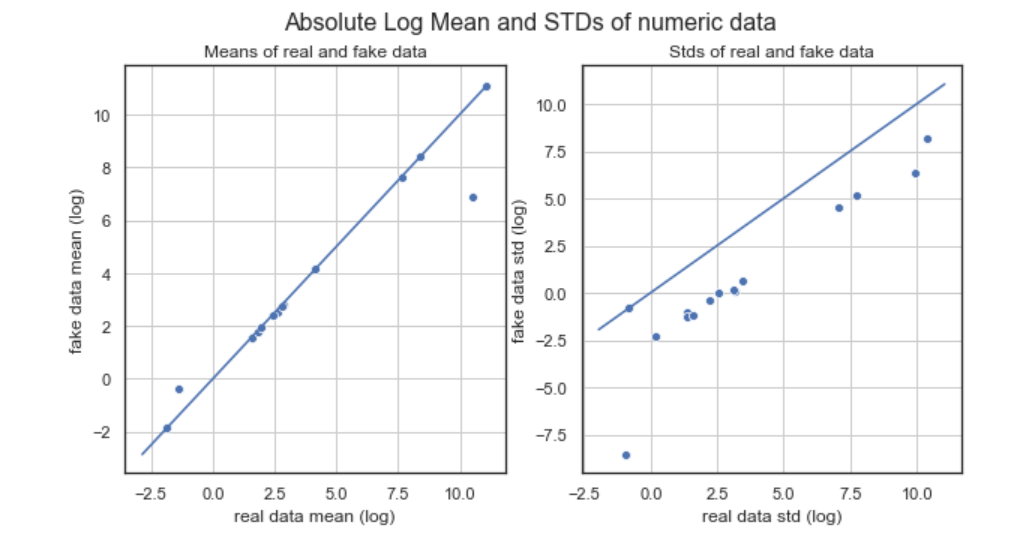 Absolute Log Mean and STDs of numeric data
Means of real and fake data
fake data mean (log)
10
8
6
4
2
0
−2
−2.5 0.0 2.5 5.0 7.5 10.0
real data mean (log)
Stds of real and fake data
fake data std (log)
10.0
7.5
5.0
2.5
0.0
−2.5
−5.0
−7.5
−2.5 0.0 2.5 5.0 7.5 10.0
real data std (log)